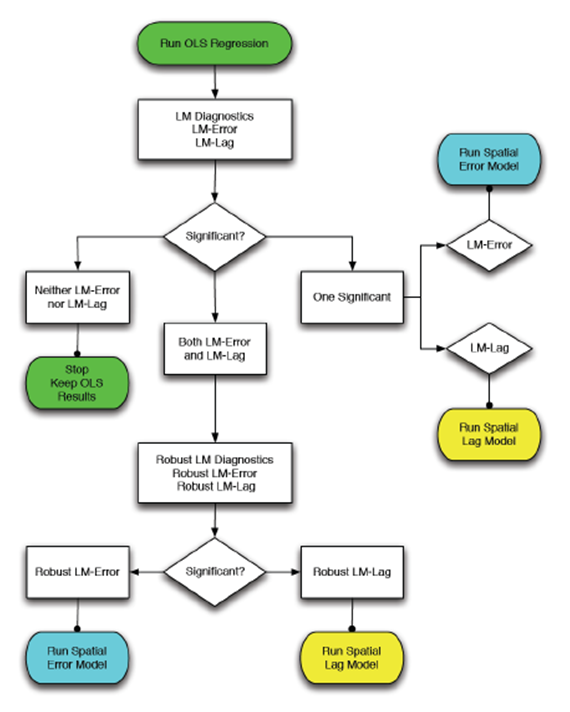 Run OLS Regression
LM Diagnostics
LM-Error
LM-Lag
Run Spatial
Error Model
Significant?
LM-Error
Neither LM-Error
nor LM-Lag
One Significant
Both LM-Error
and LM-Lag
LM-Lag
Stop
Keep OLS
Results
Run Spatial
Lag Model
Robust LM Diagnostics
Robust LM-Error
Robust LM-Lag
Robust LM-Error
Significant?
Robust LM-Lag
Run Spatial
Error Model
Run Spatial
Lag Model